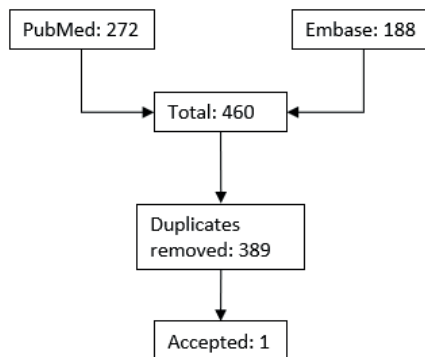 PubMed: 272
Embase: 188
Total: 460
Duplicates
removed: 389
Accepted: 1